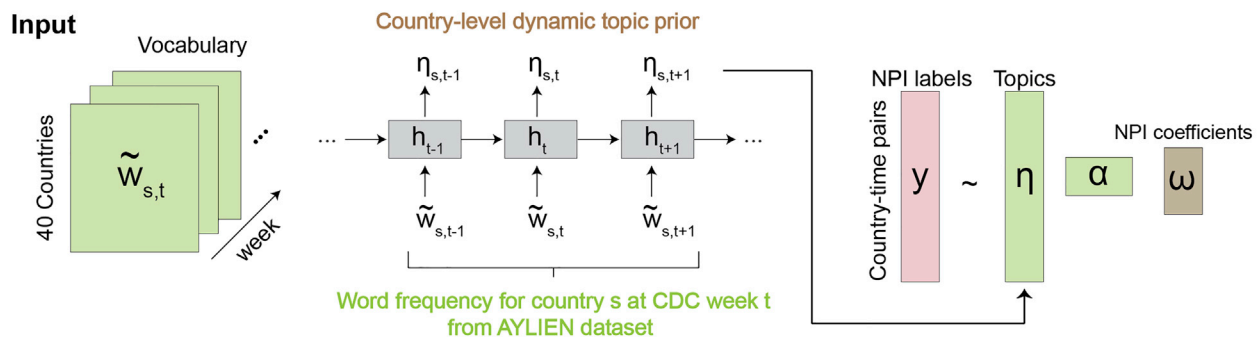 Input
Vocabulary
40 Countries
w̃s,t
...
week
Country-level dynamic topic prior
ηs,t-1 ηs,t ηs,t+1
... ht-1 ht ht+1 ...
w̃s,t-1 w̃s,t w̃s,t+1
Word frequency for country s at CDC week t
from AYLIEN dataset
NPI labels Topics
NPI coefficients
Country-time pairs
y ~ η α ω